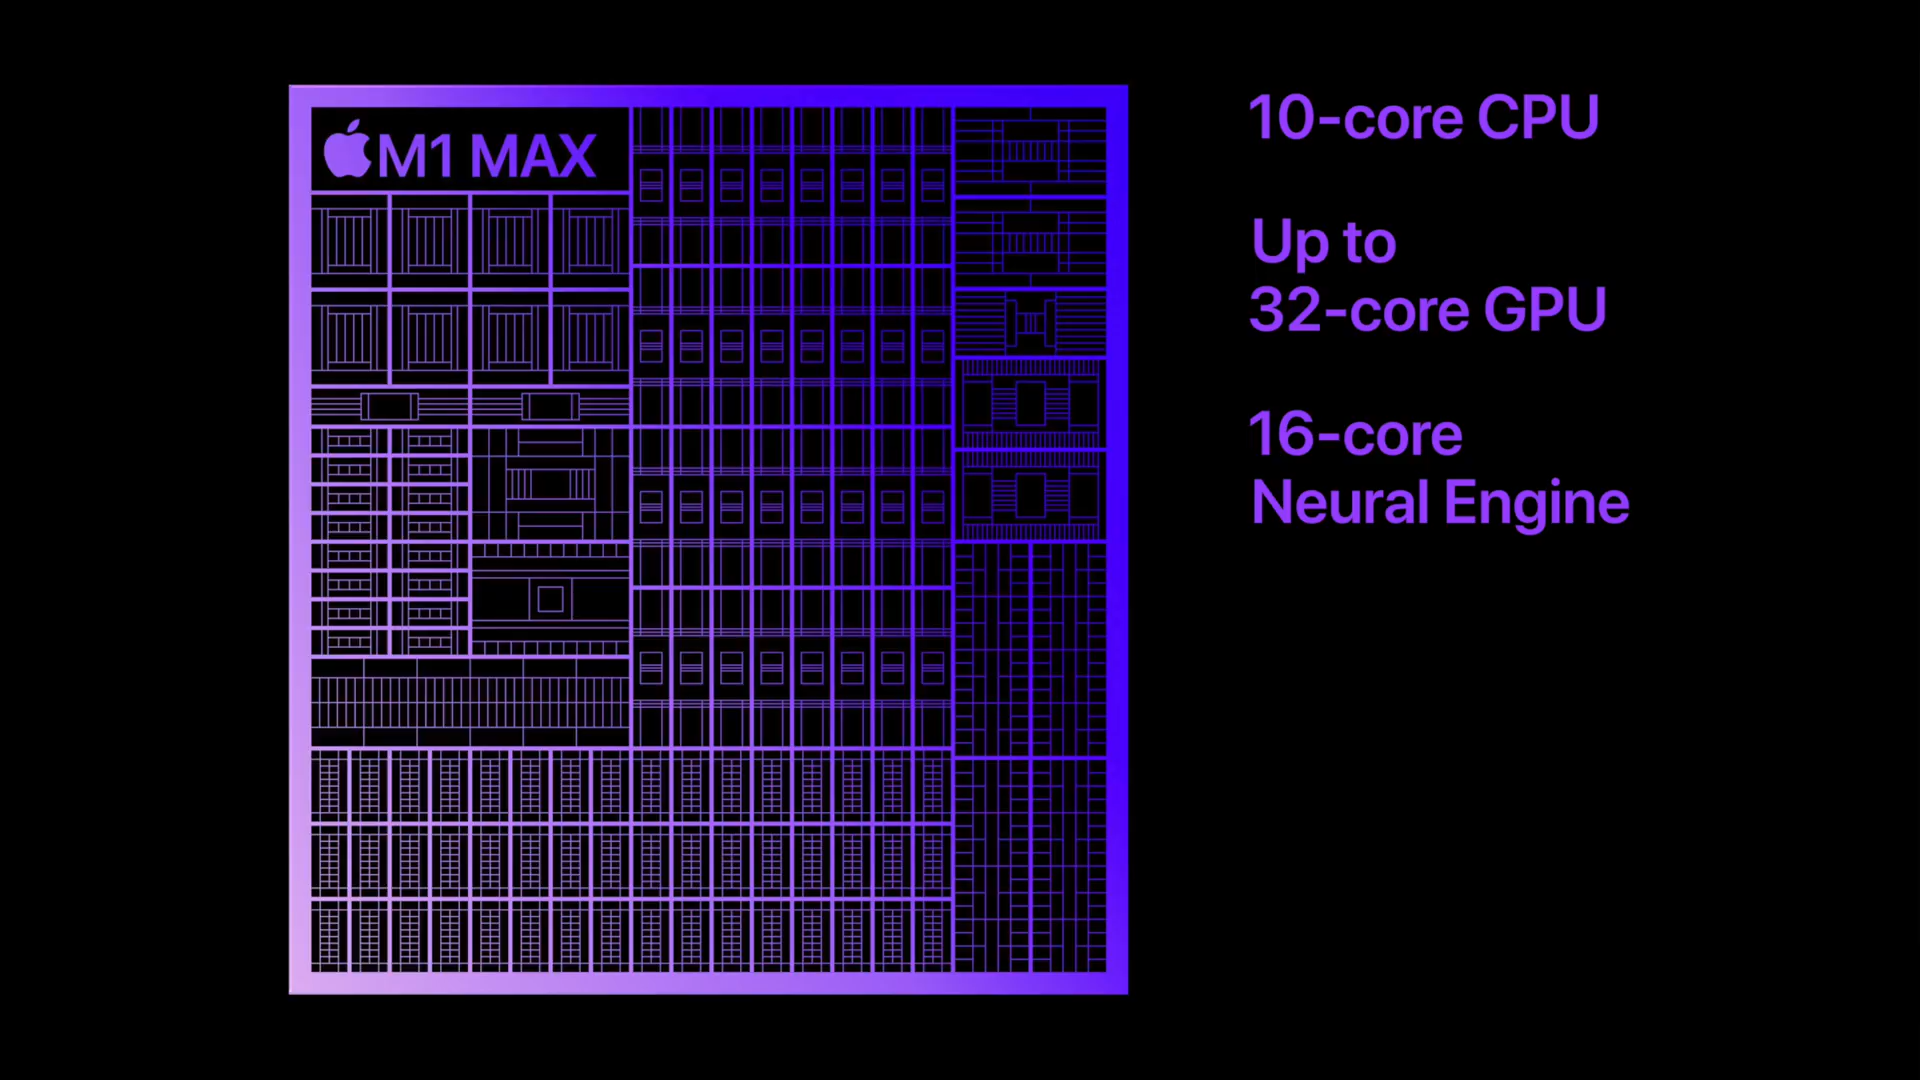 M1 MAX
10-core CPU
Up to
32-core GPU
16-core
Neural Engine